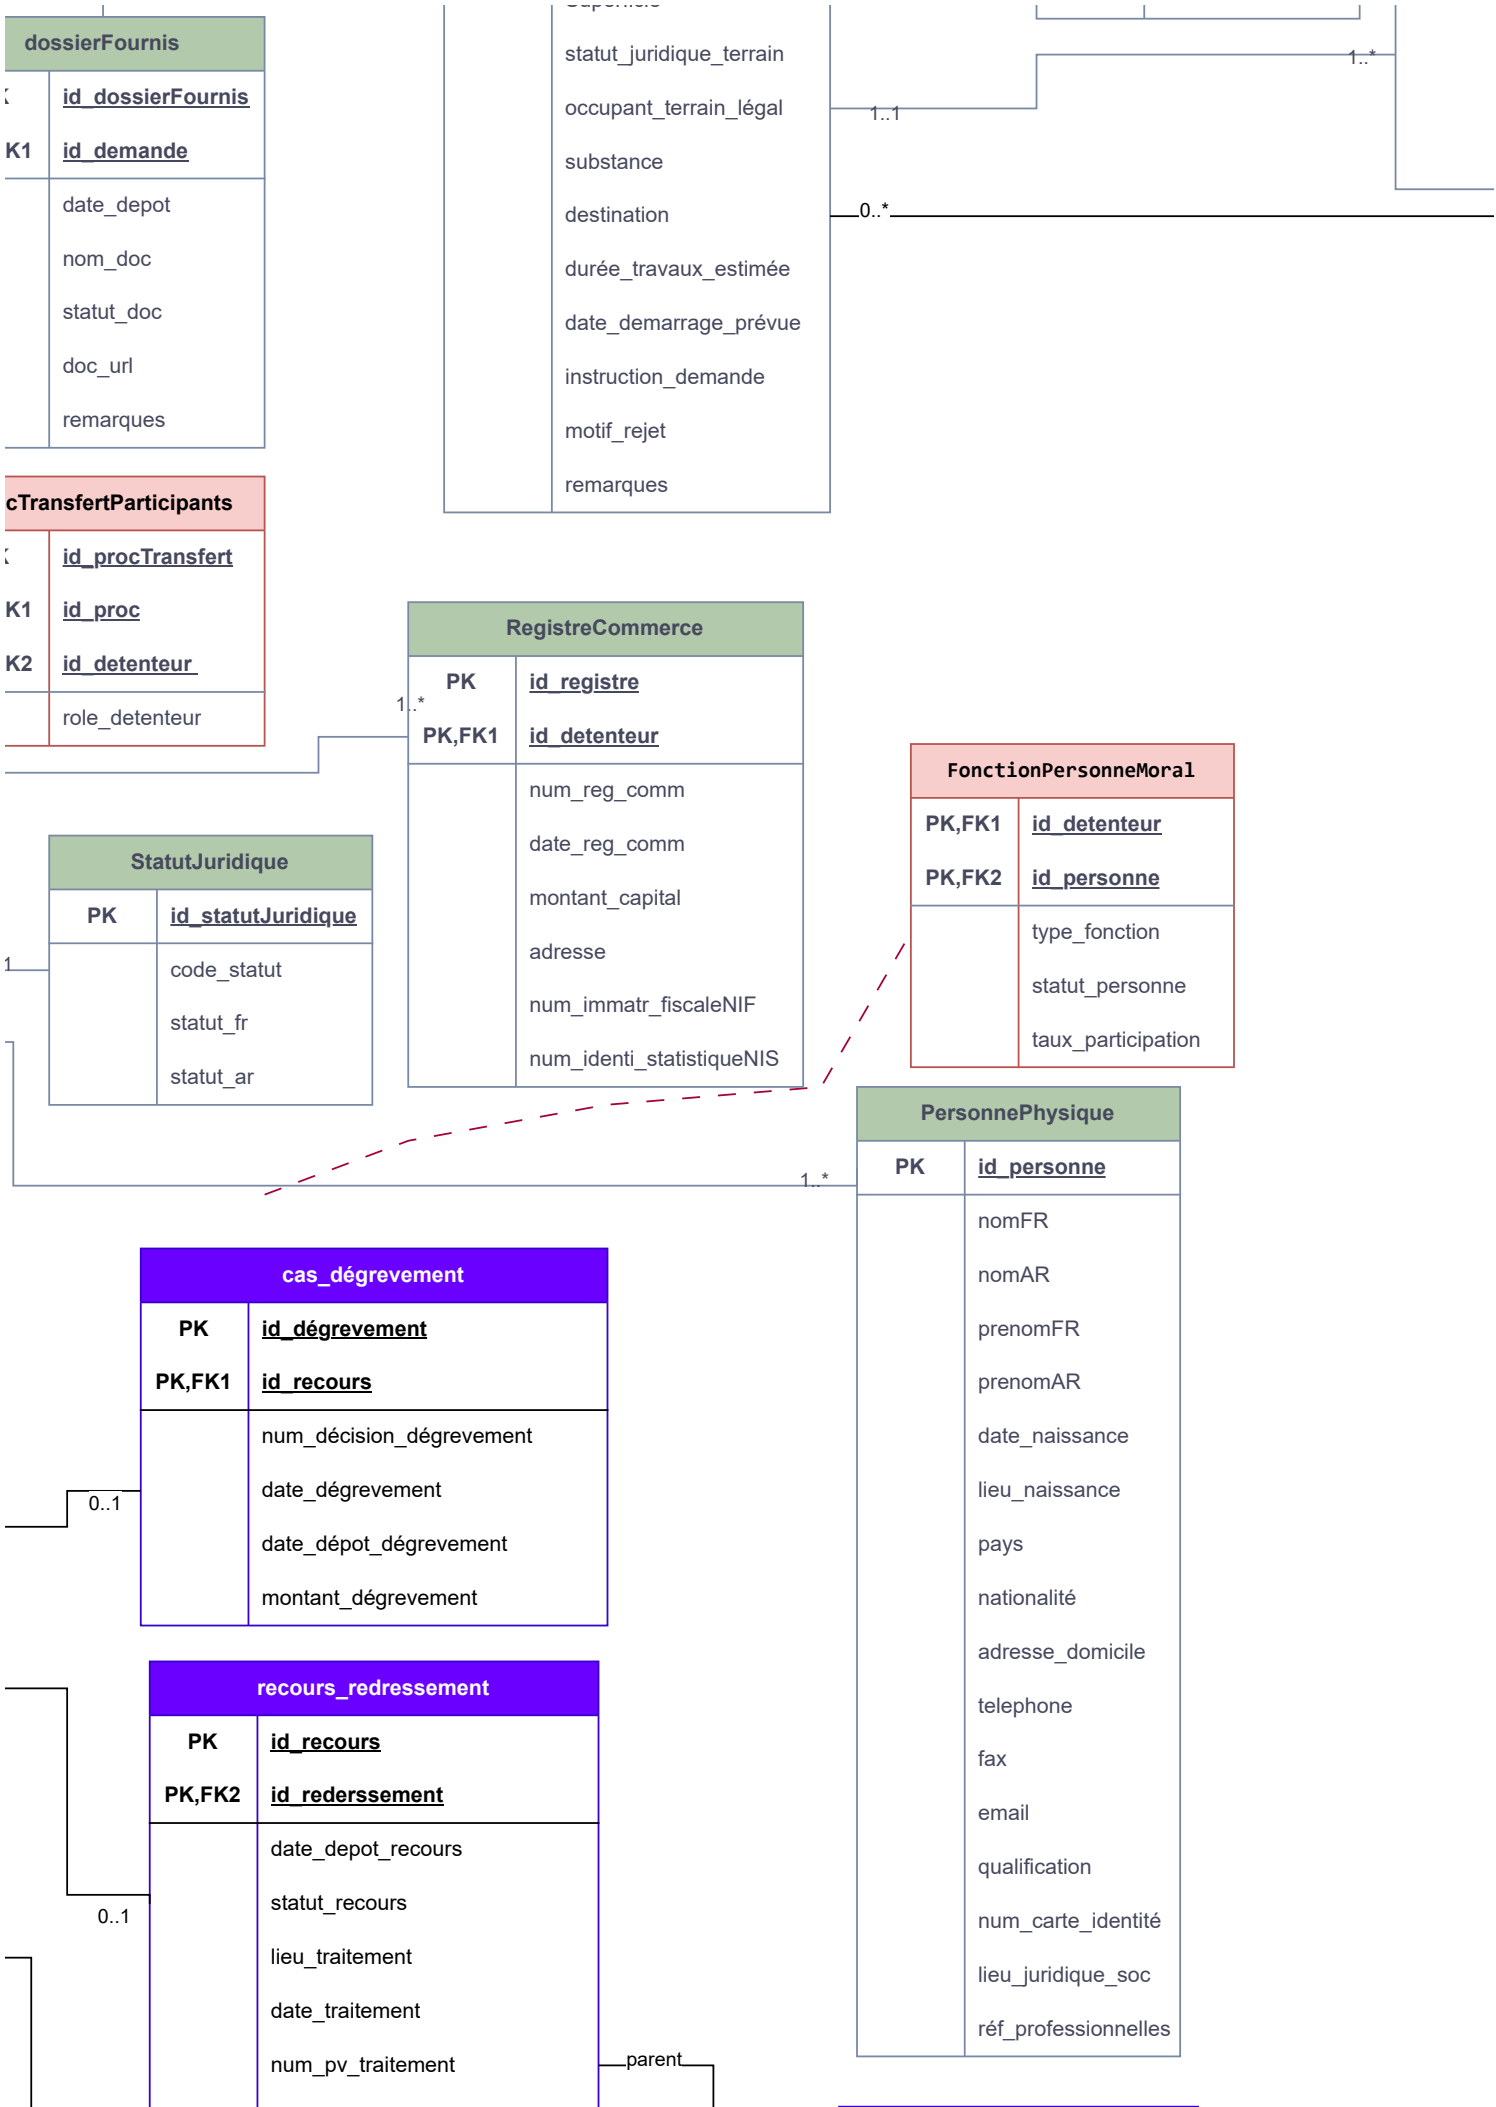 dossierFournis
id_dossierFournis
K1 id_demande
date_depot
nom_doc
statut_doc
doc_url
remarques
statut_juridique_terrain
occupant_terrain_légal
substance
destination
durée_travaux_estimée
date_demarrage_prévue
instruction_demande
motif_rejet
remarques
1..*
1..1
0..*
cTransfertParticipants
id_procTransfert
K1 id_proc
K2 id_detenteur
role_detenteur
RegistreCommerce
PK id_registre
1..*
PK,FK1 id_detenteur
num_reg_comm
date_reg_comm
montant_capital
adresse
num_immatr_fiscaleNIF
num_identi_statistiqueNIS
FonctionPersonneMoral
PK,FK1 id_detenteur
PK,FK2 id_personne
type_fonction
statut_personne
taux_participation
StatutJuridique
PK id_statutJuridique
1
code_statut
statut_fr
statut_ar
PersonnePhysique
PK id_personne
1..*
nomFR
nomAR
prenomFR
prenomAR
date_naissance
lieu_naissance
pays
nationalité
adresse_domicile
telephone
fax
email
qualification
num_carte_identité
lieu_juridique_soc
réf_professionnelles
cas_dégrevement
PK id_dégrevement
PK,FK1 id_recours
num_décision_dégrevement
date_dégrevement
0..1
date_dépot_dégrevement
montant_dégrevement
recours_redressement
PK id_recours
PK,FK2 id_rederssement
date_depot_recours
statut_recours
0..1
lieu_traitement
date_traitement
num_pv_traitement
parent